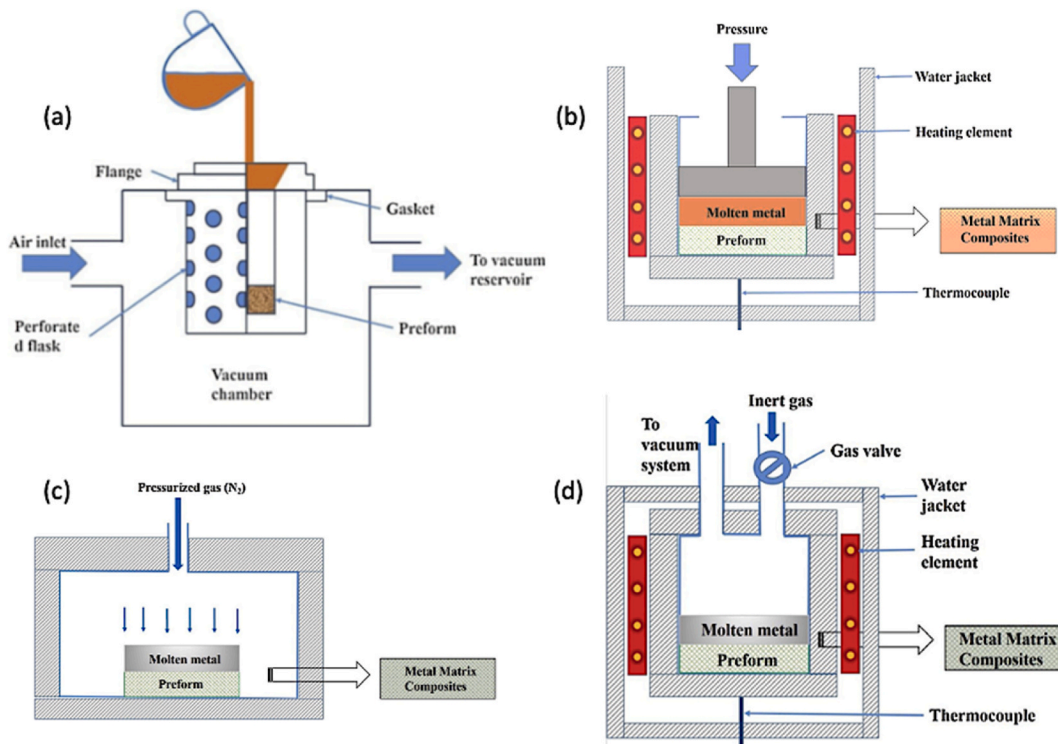 (a)
Flange
Gasket
Air inlet
To vacuum
reservoir
Perforate
d flask
Preform
Vacuum
chamber
(b)
Pressure
Water jacket
Heating element
Molten metal
Preform
Metal Matrix
Composites
Thermocouple
(c)
Pressurized gas (N₂)
Molten metal
Preform
Metal Matrix
Composites
(d)
To
vacuum
system
Inert gas
Gas valve
Water
jacket
Heating
element
Molten metal
Preform
Metal Matrix
Composites
Thermocouple